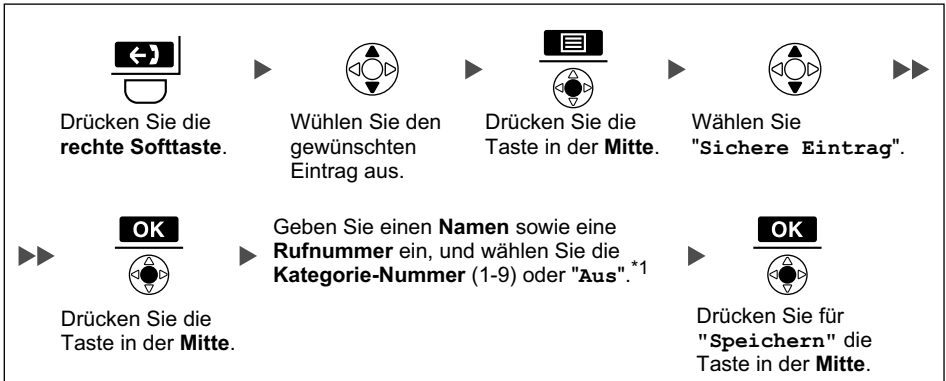 Drücken Sie die
rechte Softtaste.
Wühlen Sie den
gewünschten
Eintrag aus.
Drücken Sie die
Taste in der Mitte.
Wählen Sie
"Sichere Eintrag".
OK
Drücken Sie die
Taste in der Mitte.
Geben Sie einen Namen sowie eine
Rufnummer ein, und wählen Sie die
Kategorie-Nummer (1-9) oder "Aus".*1
OK
Drücken Sie für
"Speichern" die
Taste in der Mitte.